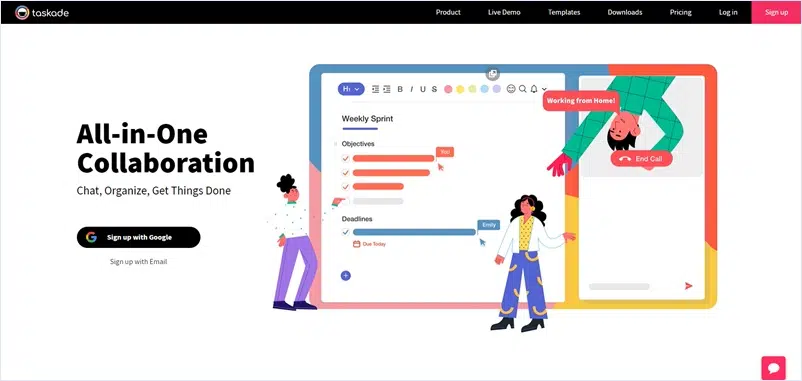 taskade
Product
Live Demo
Templates
Downloads
Pricing
Log in
Sign up
All-in-One
Collaboration
Chat, Organize, Get Things Done
Sign up with Google
Sign up with Email
H1
B I U S
Weekly Sprint
Objectives
You
Deadlines
Emily
Due Today
Working from Home!
End Call